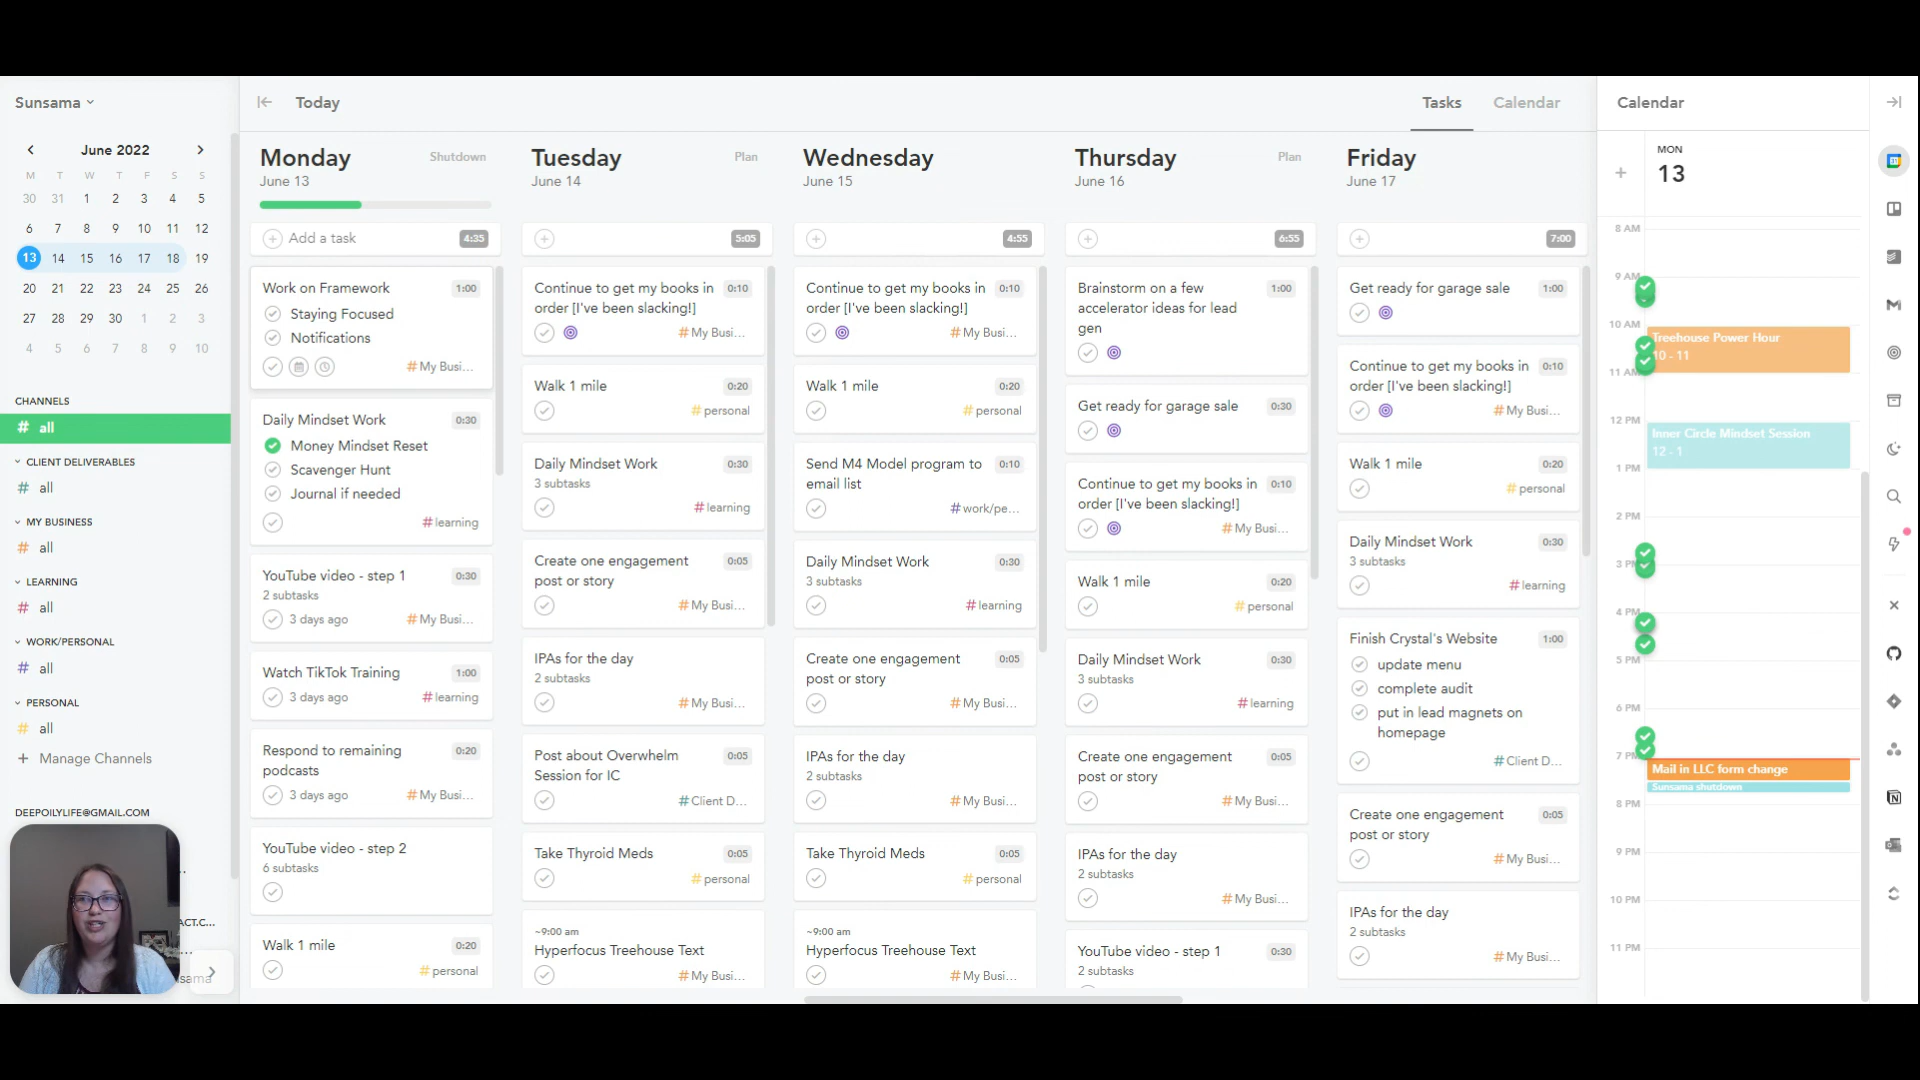 Sunsama
June 2022
M T W T F S S
30 31 1 2 3 4 5
6 7 8 9 10 11 12
13 14 15 16 17 18 19
20 21 22 23 24 25 26
27 28 29 30 1 2 3
4 5 6 7 8 9 10
CHANNELS
# all
CLIENT DELIVERABLES
# all
MY BUSINESS
# all
LEARNING
# all
WORK/PERSONAL
# all
PERSONAL
# all
+ Manage Channels
DEEPOILYLIFE@GMAIL.COM
ACT.C...
sama
Today
Tasks
Calendar
Monday
Shutdown
June 13
Add a task
4:35
Work on Framework
1:00
Staying Focused
Notifications
#My Busi...
Daily Mindset Work
0:30
Money Mindset Reset
Scavenger Hunt
Journal if needed
#learning
YouTube video - step 1
0:30
2 subtasks
3 days ago
#My Busi...
Watch TikTok Training
1:00
3 days ago
#learning
Respond to remaining
podcasts
0:20
3 days ago
#My Busi...
YouTube video - step 2
6 subtasks
Walk 1 mile
0:20
#personal
Tuesday
Plan
June 14
5:05
Continue to get my books in
order [I've been slacking!]
0:10
#My Busi...
Walk 1 mile
0:20
#personal
Daily Mindset Work
0:30
3 subtasks
#learning
Create one engagement
post or story
0:05
#My Busi...
IPAs for the day
2 subtasks
#My Busi...
Post about Overwhelm
Session for IC
0:05
#Client D...
Take Thyroid Meds
0:05
#personal
~9:00 am
Hyperfocus Treehouse Text
#My Busi...
Wednesday
June 15
4:55
Continue to get my books in
order [I've been slacking!]
0:10
#My Busi...
Walk 1 mile
0:20
#personal
Send M4 Model program to
email list
0:10
#work/pe...
Daily Mindset Work
0:30
3 subtasks
#learning
Create one engagement
post or story
0:05
#My Busi...
IPAs for the day
2 subtasks
#My Busi...
Take Thyroid Meds
0:05
#personal
~9:00 am
Hyperfocus Treehouse Text
#My Busi...
Thursday
Plan
June 16
6:55
Brainstorm on a few
accelerator ideas for lead
gen
1:00
Get ready for garage sale
0:30
Continue to get my books in
order [I've been slacking!]
0:10
#My Busi...
Walk 1 mile
0:20
#personal
Daily Mindset Work
0:30
3 subtasks
#learning
Create one engagement
post or story
0:05
#My Busi...
IPAs for the day
2 subtasks
#My Busi...
YouTube video - step 1
0:30
2 subtasks
Friday
June 17
7:00
Get ready for garage sale
1:00
Continue to get my books in
order [I've been slacking!]
0:10
#My Busi...
Walk 1 mile
0:20
#personal
Daily Mindset Work
0:30
3 subtasks
#learning
Finish Crystal's Website
1:00
update menu
complete audit
put in lead magnets on
homepage
#Client D...
Create one engagement
post or story
0:05
#My Busi...
IPAs for the day
2 subtasks
#My Busi...
Calendar
MON
13
8 AM
9 AM
10 AM
Treehouse Power Hour
10 - 11
11 AM
12 PM
Inner Circle Mindset Session
12 - 1
1 PM
2 PM
3 PM
4 PM
5 PM
6 PM
7 PM
Mail in LLC form change
Sunsama shutdown
8 PM
9 PM
10 PM
11 PM